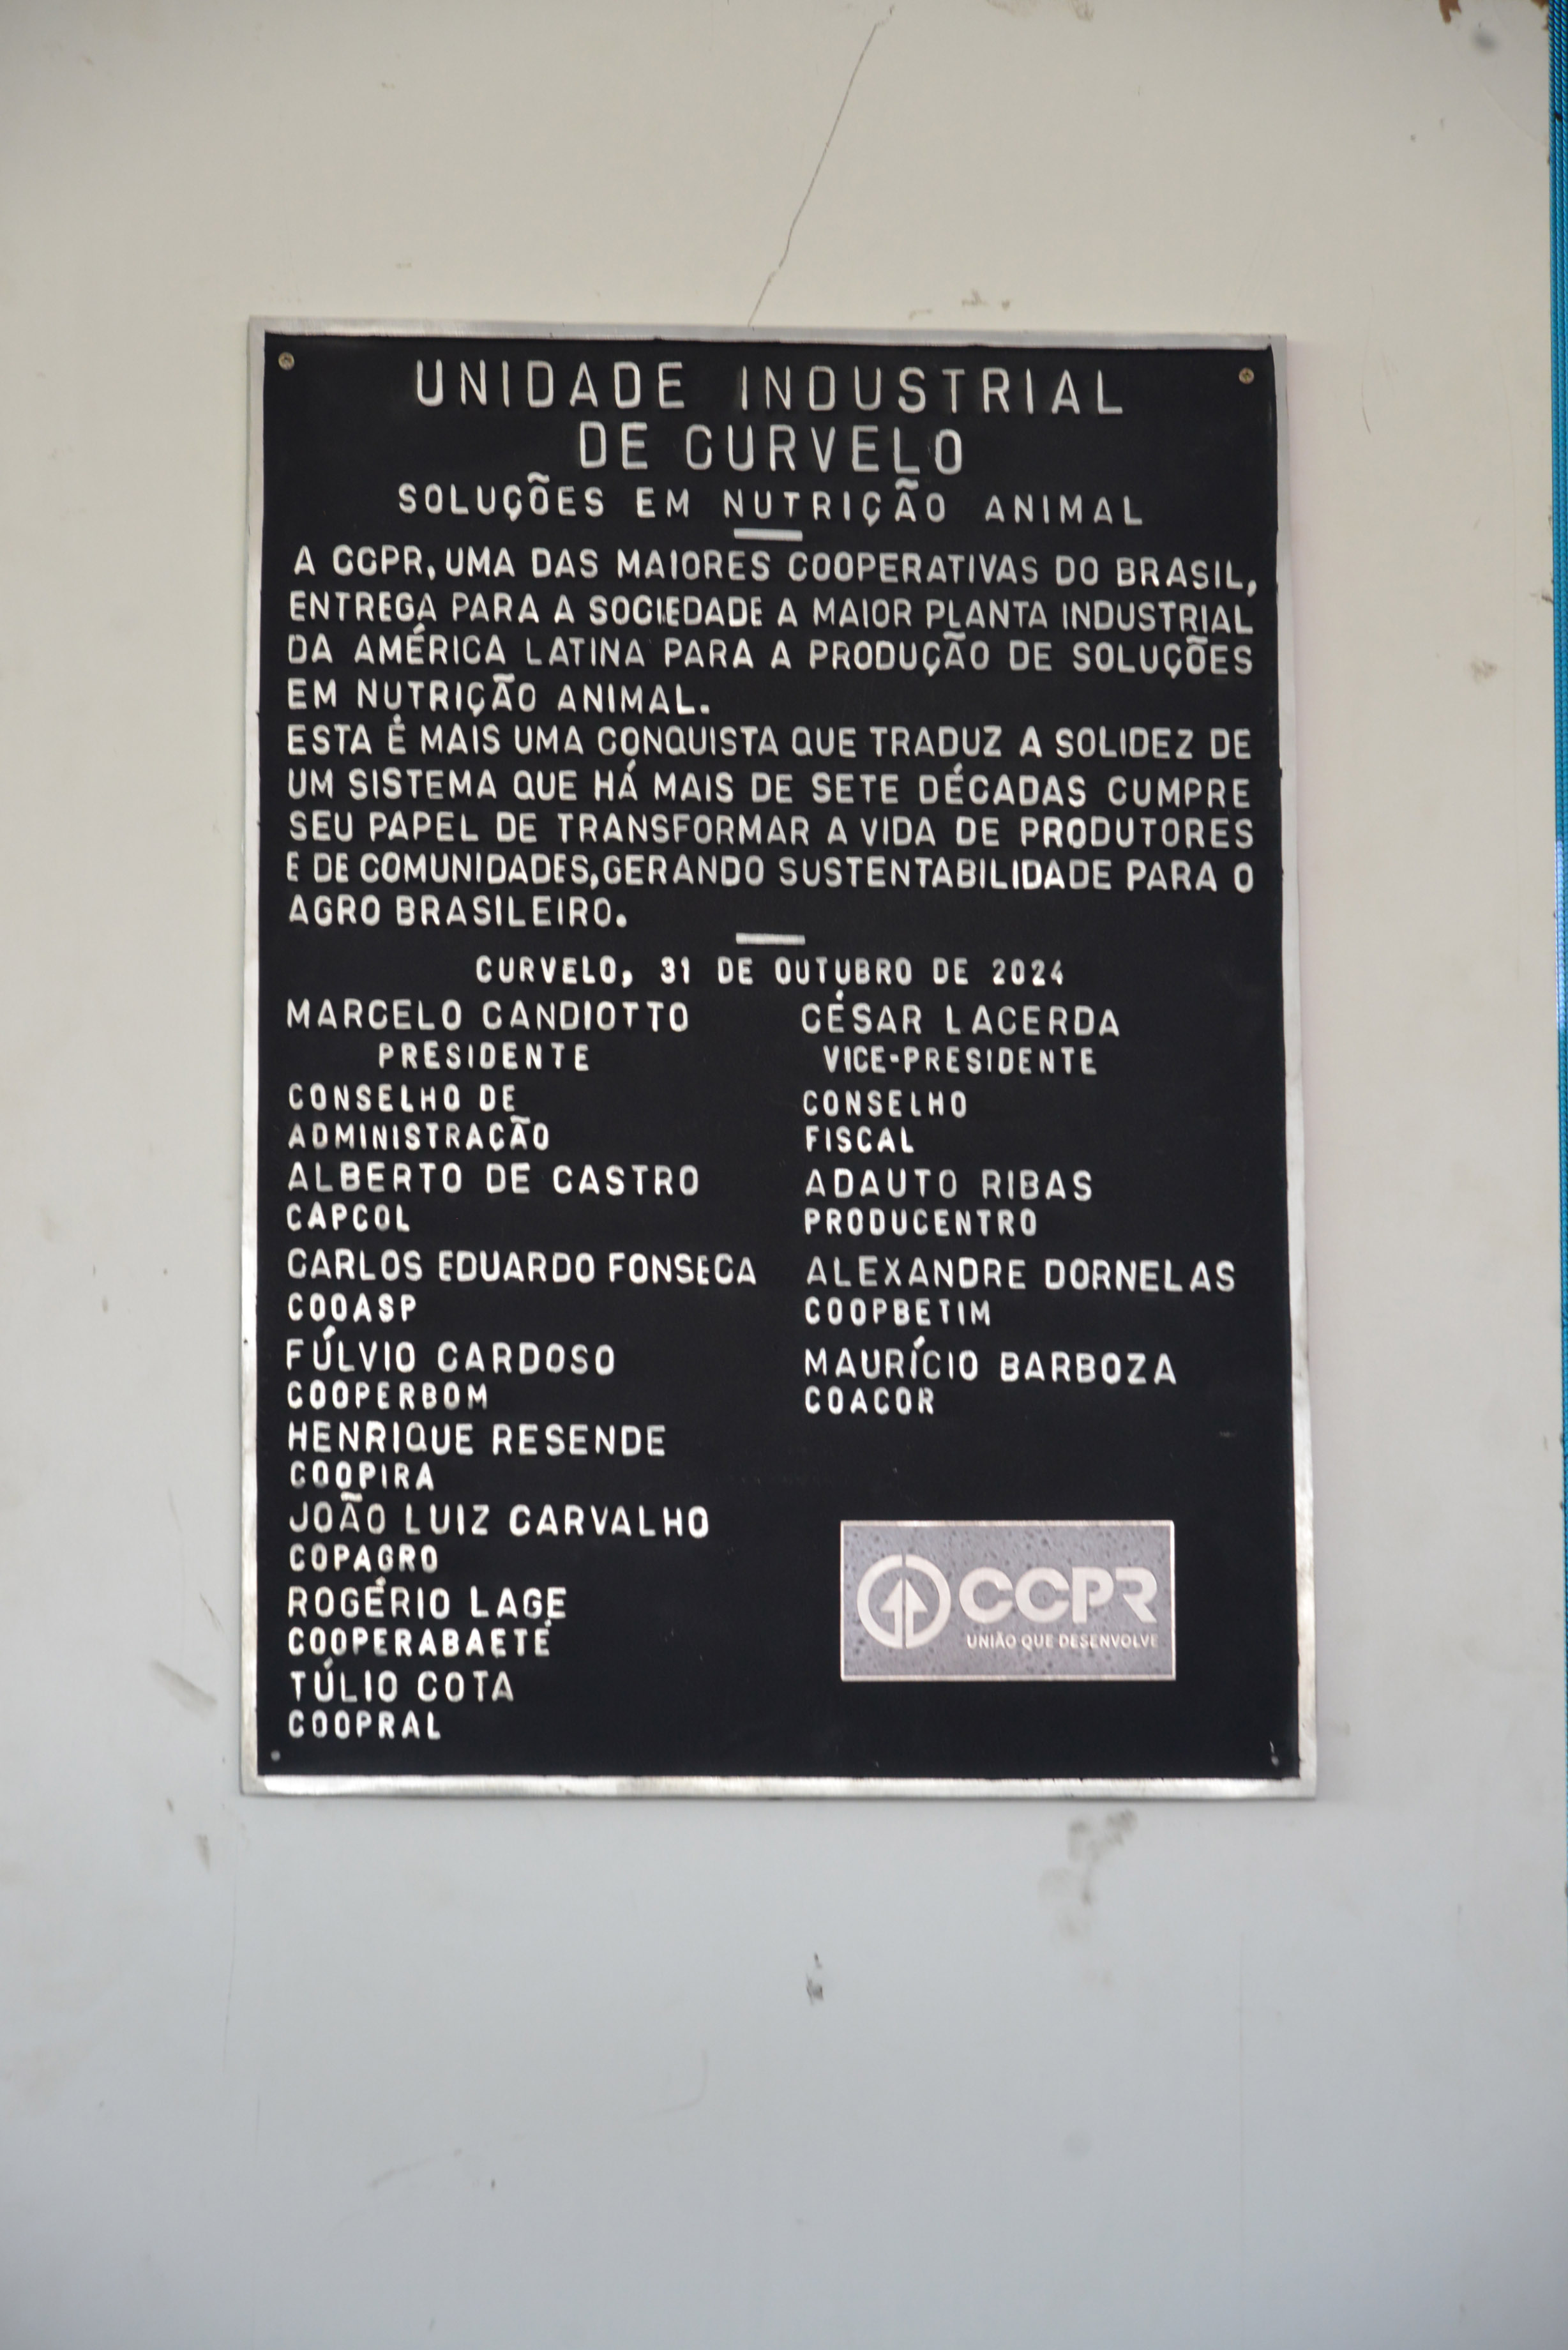 UNIDADE INDUSTRIAL
DE CURVELO
SOLUÇÕES EM NUTRIÇÃO ANIMAL
A CCPR, UMA DAS MAIORES COOPERATIVAS DO BRASIL,
ENTREGA PARA A SOCIEDADE A MAIOR PLANTA INDUSTRIAL
DA AMÉRICA LATINA PARA A PRODUÇÃO DE SOLUÇÕES
EM NUTRIÇÃO ANIMAL.
ESTA É MAIS UMA CONQUISTA QUE TRADUZ A SOLIDEZ DE
UM SISTEMA QUE HÁ MAIS DE SETE DÉCADAS CUMPRE
SEU PAPEL DE TRANSFORMAR A VIDA DE PRODUTORES
E DE COMUNIDADES, GERANDO SUSTENTABILIDADE PARA O
AGRO BRASILEIRO.
CURVELO, 31 DE OUTUBRO DE 2024
MARCELO CANDIOTTO
PRESIDENTE
CONSELHO DE
ADMINISTRAÇÃO
ALBERTO DE CASTRO
CAPCOL
CARLOS EDUARDO FONSECA
COOASP
FÚLVIO CARDOSO
COOPERBOM
HENRIQUE RESENDE
COOPIRA
JOÃO LUIZ CARVALHO
COPAGRO
ROGÉRIO LAGE
COOPERABAETÉ
TÚLIO COTA
COOPRAL
CÉSAR LACERDA
VICE-PRESIDENTE
CONSELHO
FISCAL
ADAUTO RIBAS
PRODUCENTRO
ALEXANDRE DORNELAS
COOPBETIM
MAURÍCIO BARBOZA
COACOR
CCPR
UNIÃO QUE DESENVOLVE